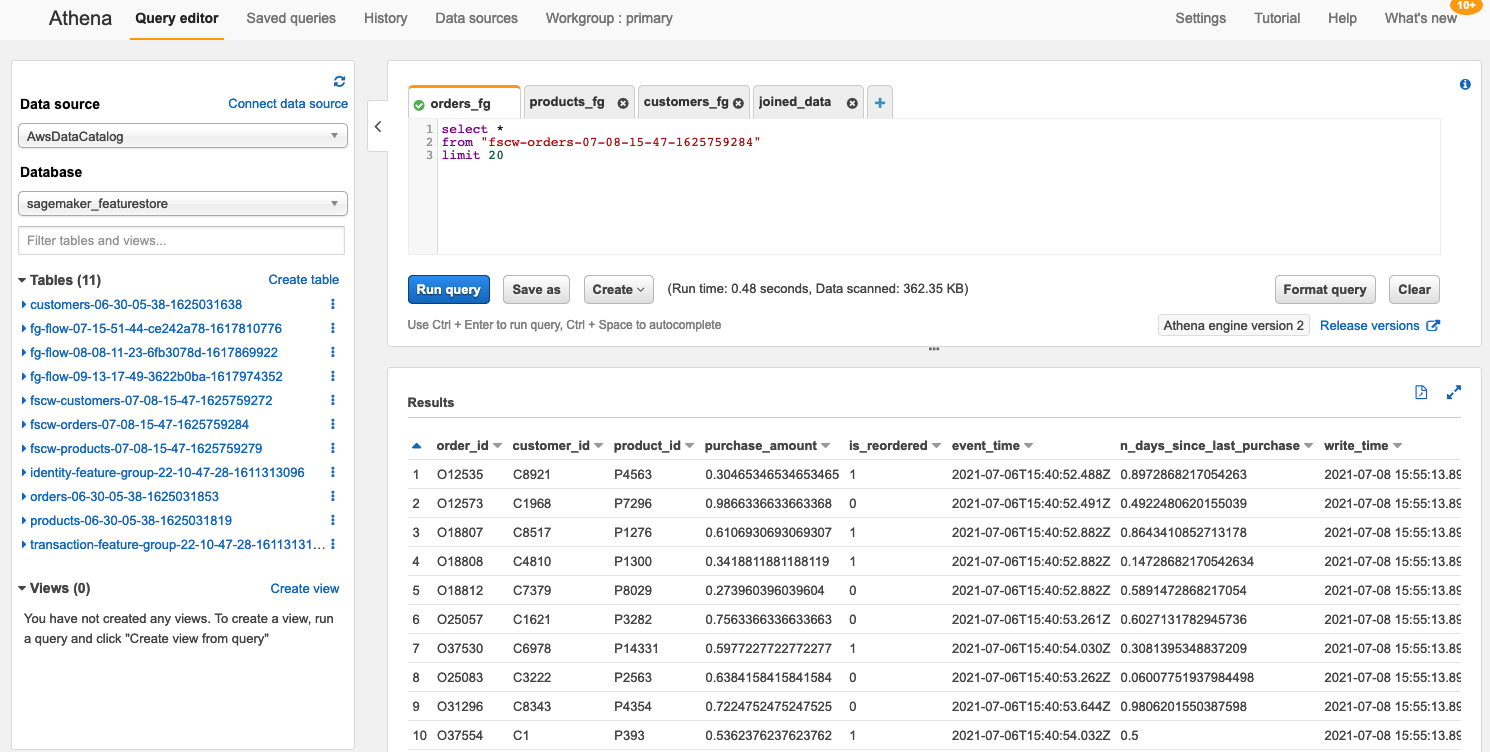 Athena Query editor Saved queries History Data sources Workgroup : primary Settings Tutorial Help What's new 10+
Data source Connect data source
AwsDataCatalog
Database
sagemaker_featurestore
Filter tables and views...
Tables (11) Create table
customers-06-30-05-38-1625031638
fg-flow-07-15-51-44-ce242a78-1617810776
fg-flow-08-08-11-23-6fb3078d-1617869922
fg-flow-09-13-17-49-3622b0ba-1617974352
fscw-customers-07-08-15-47-1625759272
fscw-orders-07-08-15-47-1625759284
fscw-products-07-08-15-47-1625759279
identity-feature-group-22-10-47-28-1611313096
orders-06-30-05-38-1625031853
products-06-30-05-38-1625031819
transaction-feature-group-22-10-47-28-16113131...
Views (0) Create view
You have not created any views. To create a view, run
a query and click "Create view from query"
orders_fg products_fg customers_fg joined_data
1 select *
2 from "fscw-orders-07-08-15-47-1625759284"
3 limit 20
Run query Save as Create (Run time: 0.48 seconds, Data scanned: 362.35 KB) Format query Clear
Use Ctrl + Enter to run query, Ctrl + Space to autocomplete Athena engine version 2 Release versions
Results
order_id customer_id product_id purchase_amount is_reordered event_time n_days_since_last_purchase write_time
1 O12535 C8921 P4563 0.30465346534653465 1 2021-07-06T15:40:52.488Z 0.8972868217054263 2021-07-08 15:55:13.89
2 O12573 C1968 P7296 0.986633663366336​8 0 2021-07-06T15:40:52.491Z 0.4922480620155039 2021-07-08 15:55:13.89
3 O18807 C8517 P1276 0.6106930693069307 1 2021-07-06T15:40:52.882Z 0.8643410852713178 2021-07-08 15:55:13.89
4 O18808 C4810 P1300 0.3418811881188119 1 2021-07-06T15:40:52.882Z 0.14728682170542634 2021-07-08 15:55:13.89
5 O18812 C7379 P8029 0.273960396039604 0 2021-07-06T15:40:52.882Z 0.5891472868217054 2021-07-08 15:55:13.89
6 O25057 C1621 P3282 0.7563366336633663 0 2021-07-06T15:40:53.261Z 0.6027131782945736 2021-07-08 15:55:13.89
7 O37530 C6978 P14331 0.5977227722772277 1 2021-07-06T15:40:54.030Z 0.3081395348837209 2021-07-08 15:55:13.89
8 O25083 C3222 P2563 0.6384158415841584 0 2021-07-06T15:40:53.262Z 0.06007751937984498 2021-07-08 15:55:13.89
9 O31296 C8343 P4354 0.7224752475247525 0 2021-07-06T15:40:53.644Z 0.9806201550387598 2021-07-08 15:55:13.89
10 O37554 C1 P393 0.5362376237623762 1 2021-07-06T15:40:54.032Z 0.5 2021-07-08 15:55:13.89